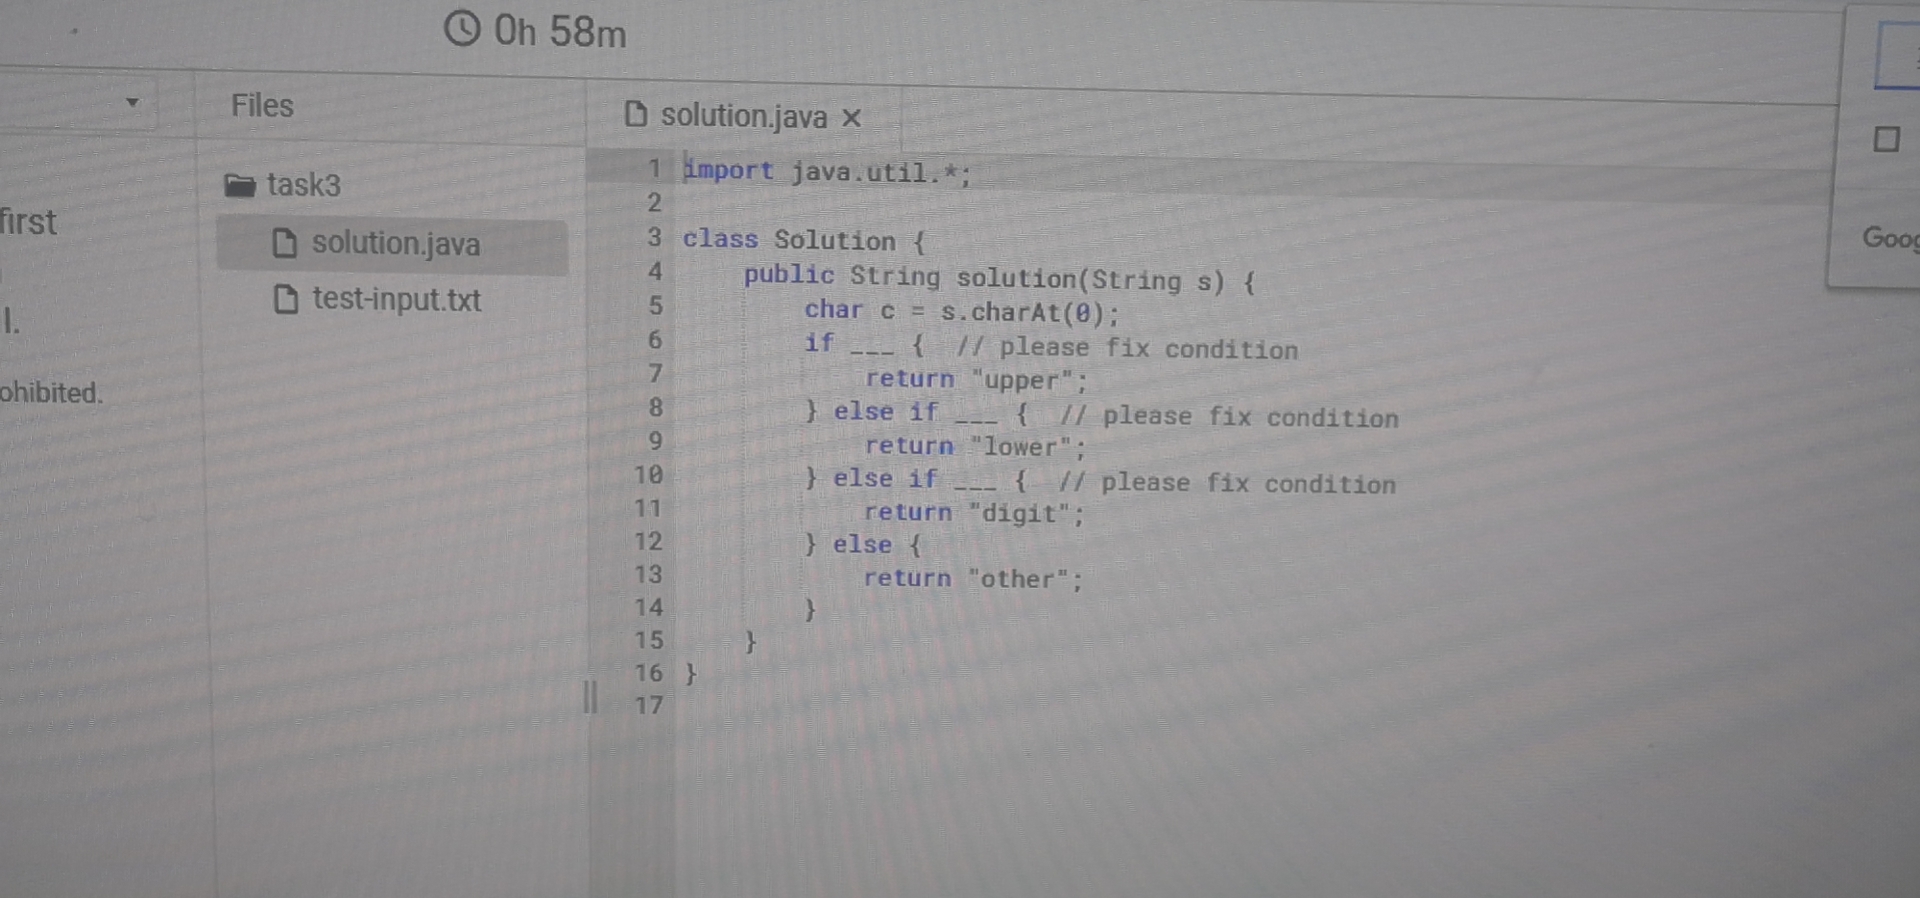 0h 58m
Files
solution.java
first
l.
ohibited.
task3
solution.java
test-input.txt
1 import java.util.*;
2
3 class Solution {
4 public String solution(String s) {
5 char c = s.charAt(0);
6 if ___ { // please fix condition
7 return "upper";
8 } else if ___ { // please fix condition
9 return "lower";
10 } else if ___ { // please fix condition
11 return "digit";
12 } else {
13 return "other";
14 }
15 }
16 }
17
Goog